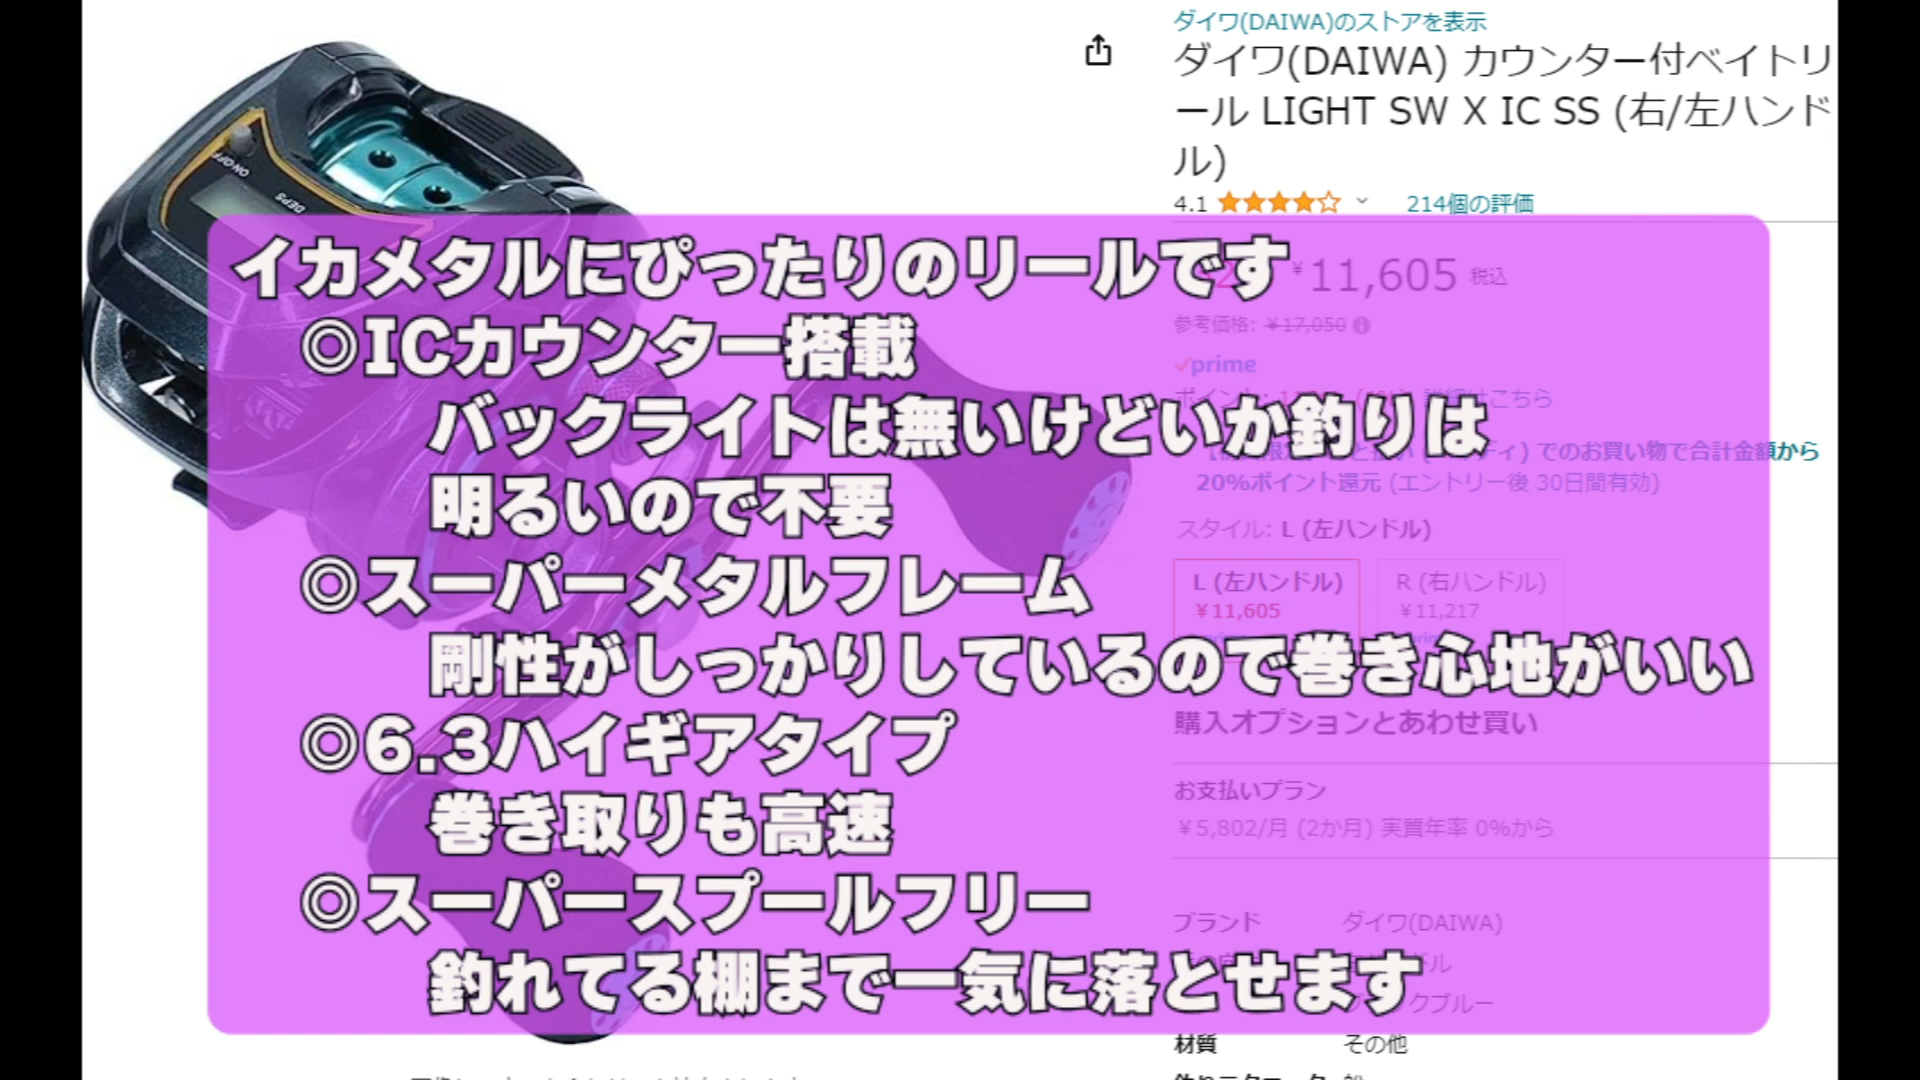 ダイワ(DAIWA)のストアを表示
ダイワ(DAIWA) カウンター付ベイトリ
ール LIGHT SW X IC SS (右/左ハンド
ル)
4.1
214個の評価
イカメタルにぴったりのリールです
◎ICカウンター搭載
バックライトは無いけどいか釣りは
明るいので不要
◎スーパーメタルフレーム
剛性がしっかりしているので巻き心地がいい
◎6.3ハイギアタイプ
巻き取りも高速
◎スーパースプールフリー
釣れてる棚まで一気に落とせます
¥11,605 税込
参考価格: ¥17,050
prime
詳細はこちら
でのお買い物で合計金額から
20%ポイント還元 (エントリー後 30日間有効)
スタイル: L (左ハンドル)
L (左ハンドル)
¥11,605
R (右ハンドル)
¥11,217
購入オプションとあわせ買い
お支払いプラン
¥5,802/月 (2か月) 実質年率 0%から
ブランド ダイワ(DAIWA)
材質 その他
ON/OFF
DEPS